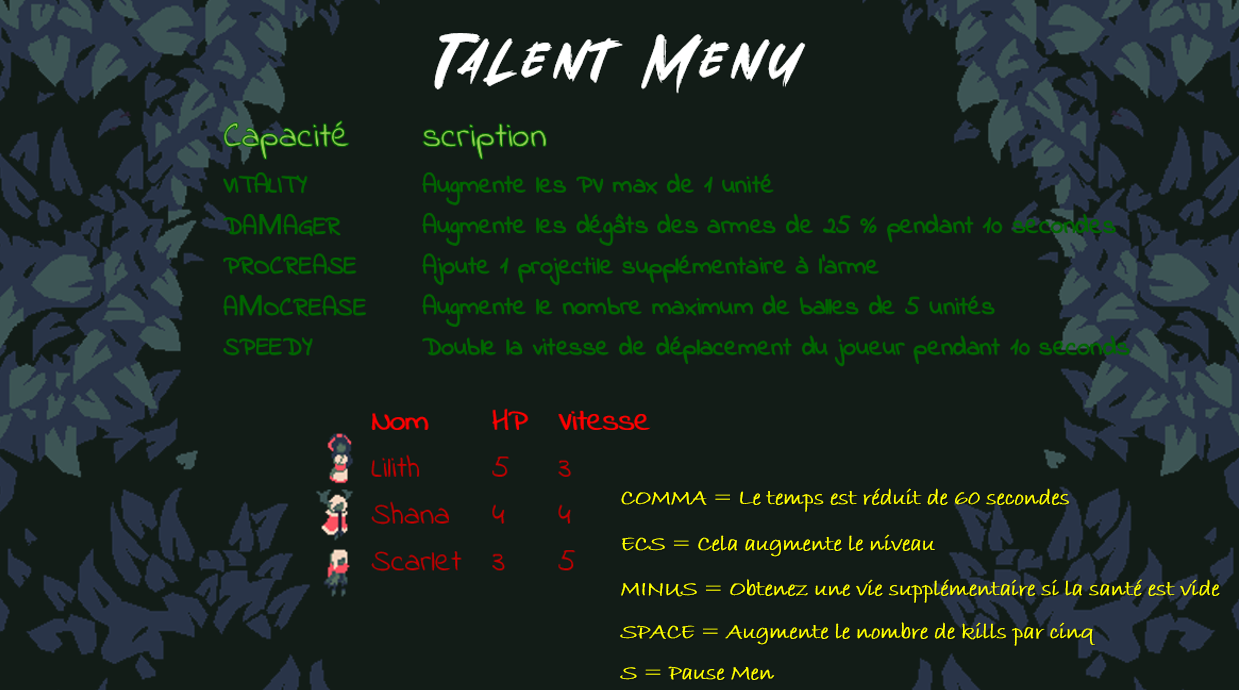 TALENT MENU
Capacité scription
VITALITY Augmente les PV max de 1 unité
DAMAGER Augmente les dégâts des armes de 25 % pendant 10 secondes
PROCREASE Ajoute 1 projectile supplémentaire à l'arme
AMOCREASE Augmente le nombre maximum de balles de 5 unités
SPEEDY Double la vitesse de déplacement du joueur pendant 10 seconds
Nom HP Vitesse
Lilith 5 3
Shana 4 4
Scarlet 3 5
COMMA = Le temps est réduit de 60 secondes
ECS = Cela augmente le niveau
MINUS = Obtenez une vie supplémentaire si la santé est vide
SPACE = Augmente le nombre de kills par cinq
S = Pause Men